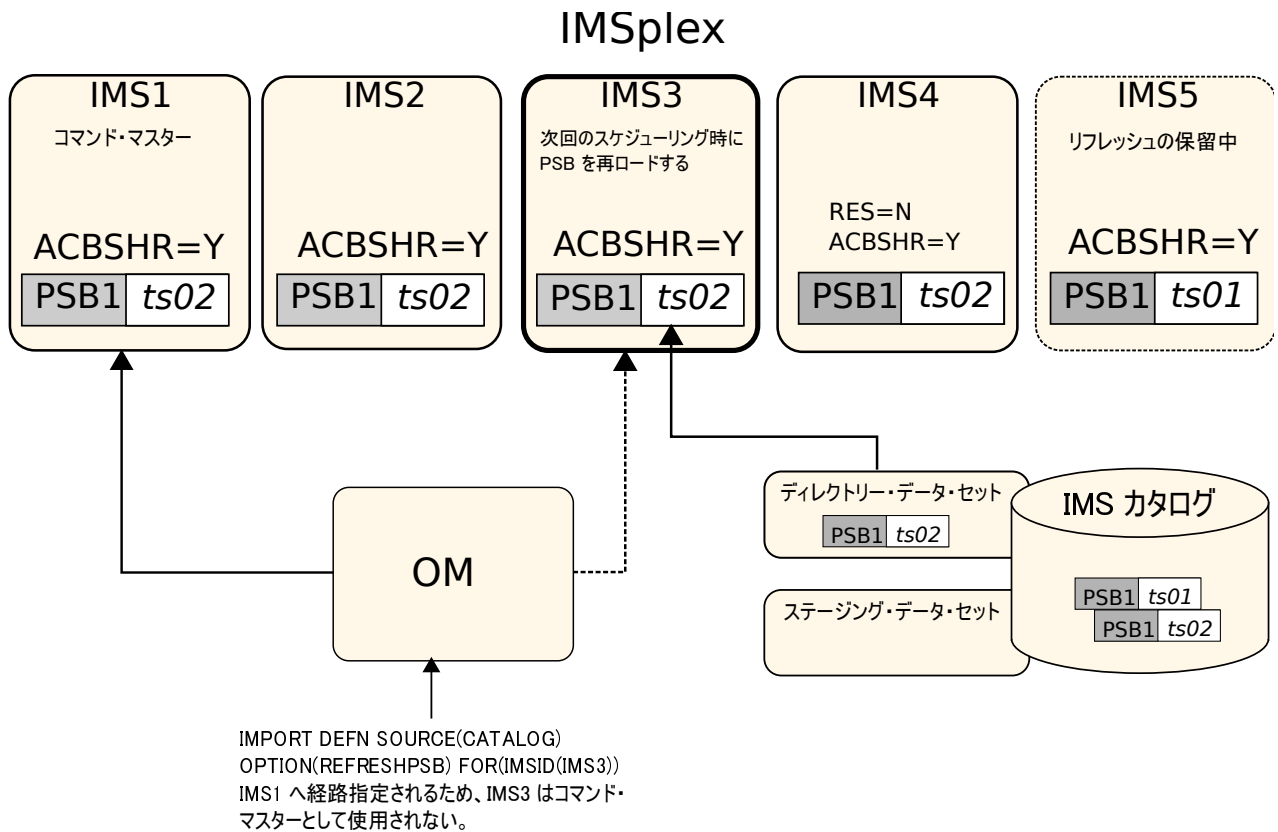 IMSplex
IMS1
コマンド・マスター
ACBSHR=Y
PSB1 ts02
IMS2
ACBSHR=Y
PSB1 ts02
IMS3
次回のスケジューリング時に
PSB を再ロードする
ACBSHR=Y
PSB1 ts02
IMS4
RES=N
ACBSHR=Y
PSB1 ts02
IMS5
リフレッシュの保留中
ACBSHR=Y
PSB1 ts01
OM
ディレクトリー・データ・セット
PSB1 ts02
ステージング・データ・セット
IMS カタログ
PSB1 ts01
PSB1 ts02
IMPORT DEFN SOURCE(CATALOG)
OPTION(REFRESHPSB) FOR(IMSID(IMS3))
IMS1 へ経路指定されるため、IMS3 はコマンド・
マスターとして使用されない。